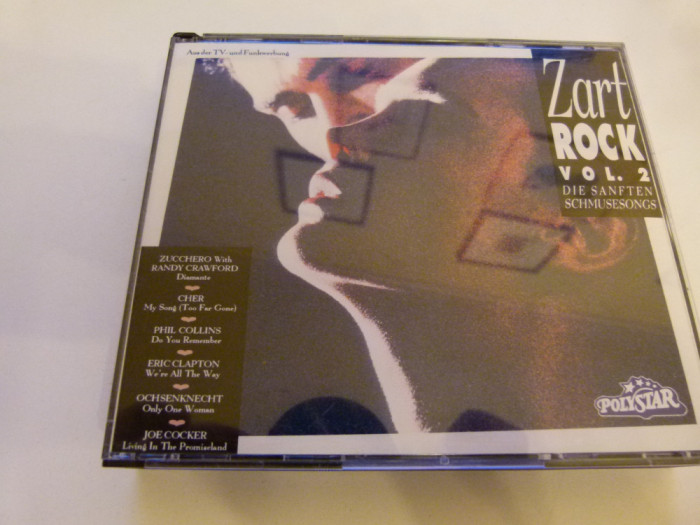 Aus der TV- und Funkwerbung
Zart
ROCK
VOL. 2
DIE SANFTEN
SCHMUSESONGS
ZUCCHERO With
RANDY CRAWFORD
Diamante
CHER
My Song (Too Far Gone)
PHIL COLLINS
Do You Remember
ERIC CLAPTON
We're All The Way
OCHSENKNECHT
Only One Woman
JOE COCKER
Living In The Promiseland
POLYSTAR